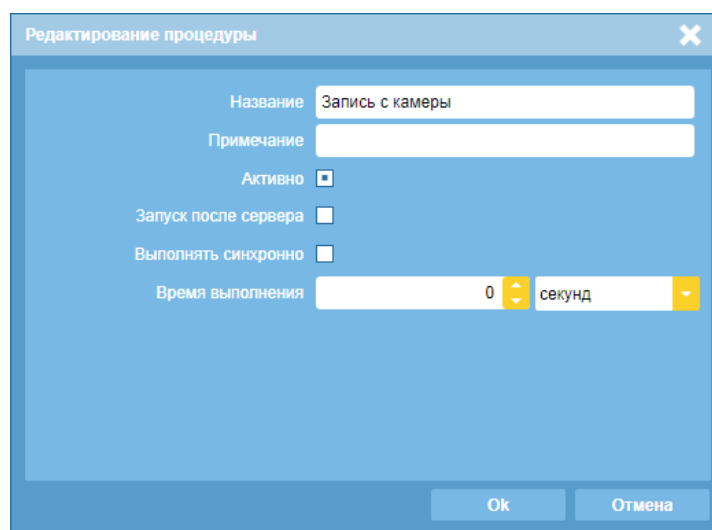 Редактирование процедуры
Название Запись с камеры
Примечание
Активно
Запуск после сервера
Выполнять синхронно
Время выполнения 0 секунд
Ok Отмена